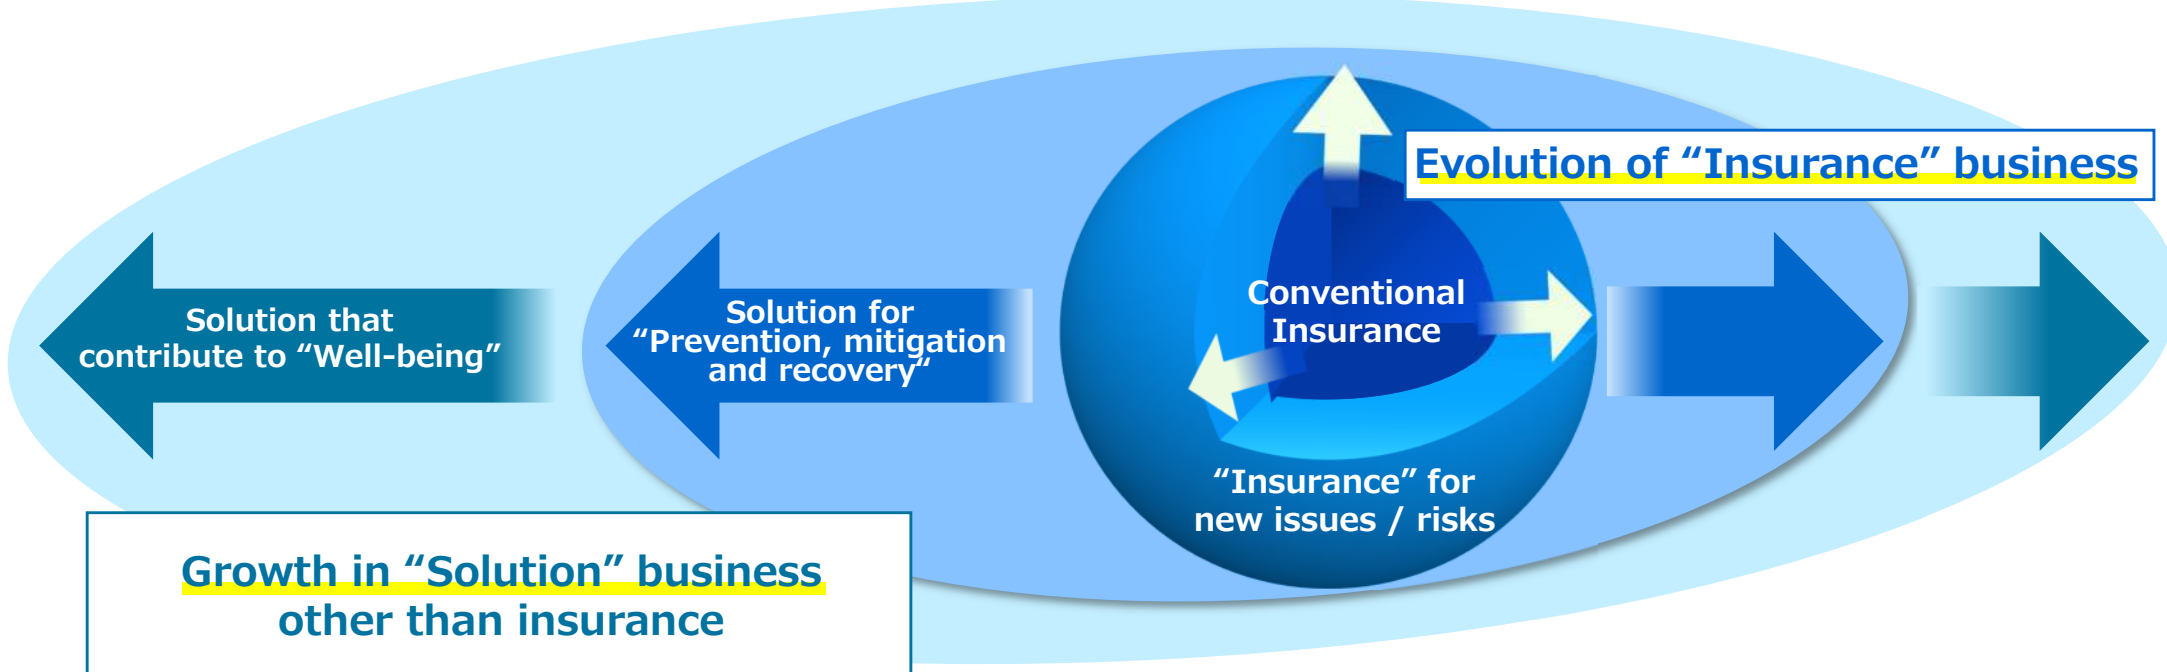 Evolution of “Insurance” business
Solution that
contribute to “Well-being”
Solution for
“Prevention, mitigation
and recovery“
Conventional
Insurance
“Insurance” for
new issues / risks
Growth in “Solution” business
other than insurance